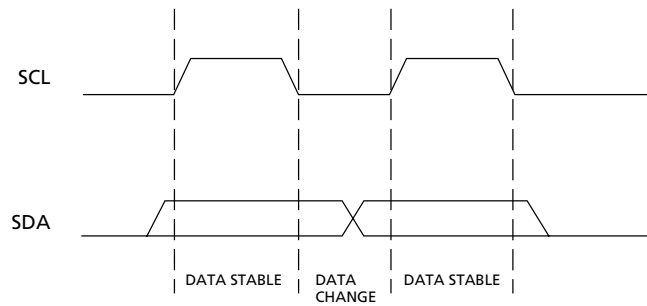 SCL
SDA
DATA STABLE
DATA
CHANGE
DATA STABLE